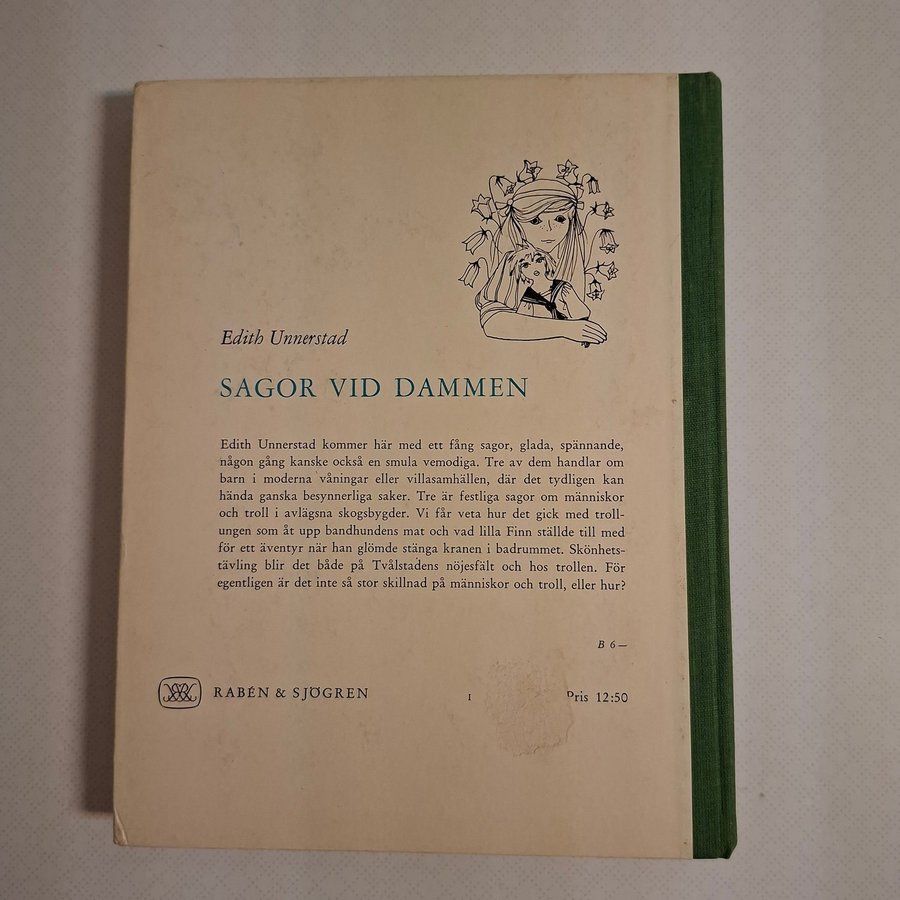 Edith Unnerstad
SAGOR VID DAMMEN
Edith Unnerstad kommer här med ett fång sagor, glada, spännande,
någon gång kanske också en smula vemodiga. Tre av dem handlar om
barn i moderna våningar eller villasamhällen, där det tydligen kan
hända ganska besynnerliga saker. Tre är festliga sagor om människor
och troll i avlägsna skogsbygder. Vi får veta hur det gick med troll-
ungen som åt upp bandhundens mat och vad lilla Finn ställde till med
för ett äventyr när han glömde stänga kranen i badrummet. Skönhets-
tävling blir det både på Tvålstadens nöjesfält och hos trollen. För
egentligen är det inte så stor skillnad på människor och troll, eller hur?
B 6—
RABÉN & SJÖGREN
I Pris 12:50